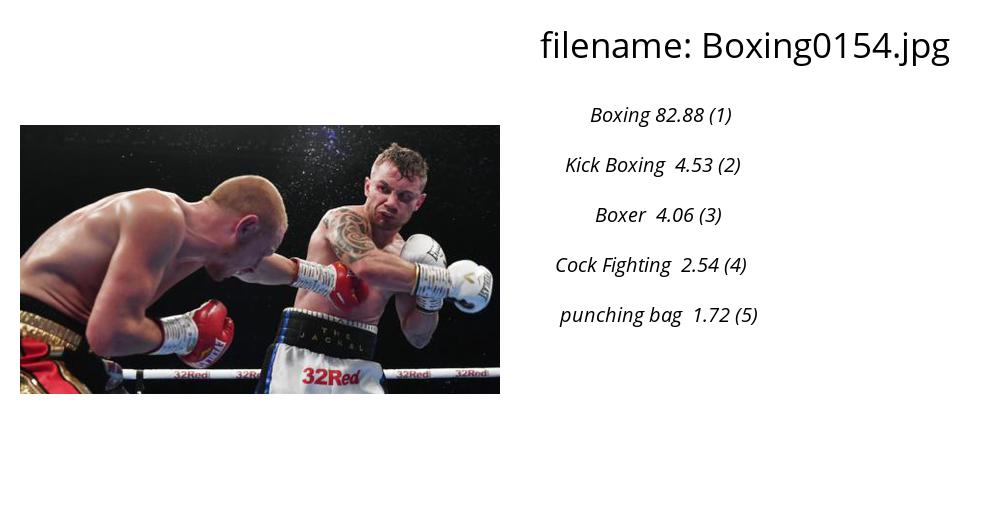 filename: Boxing0154.jpg
Boxing 82.88 (1)
Kick Boxing 4.53 (2)
Boxer 4.06 (3)
Cock Fighting 2.54 (4)
punching bag 1.72 (5)
THE
JACKAL
32Red
32Red
32Red
32Red
32Red